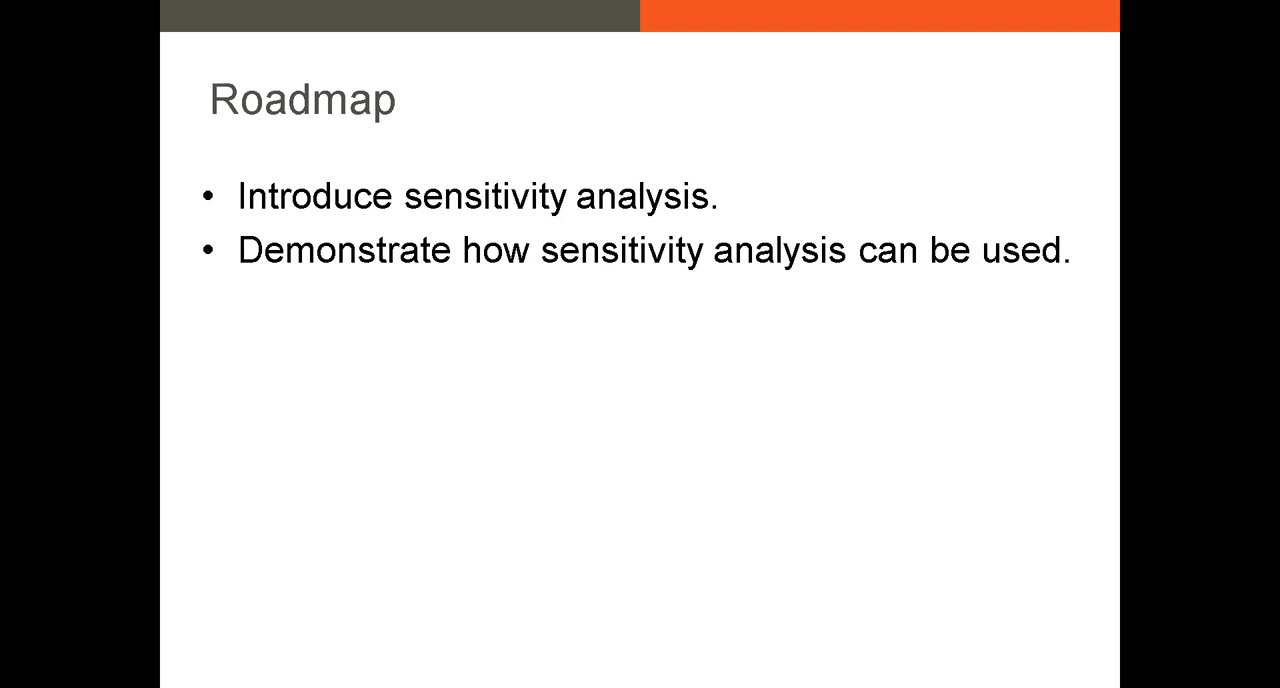 Roadmap
• Introduce sensitivity analysis.
• Demonstrate how sensitivity analysis can be used.